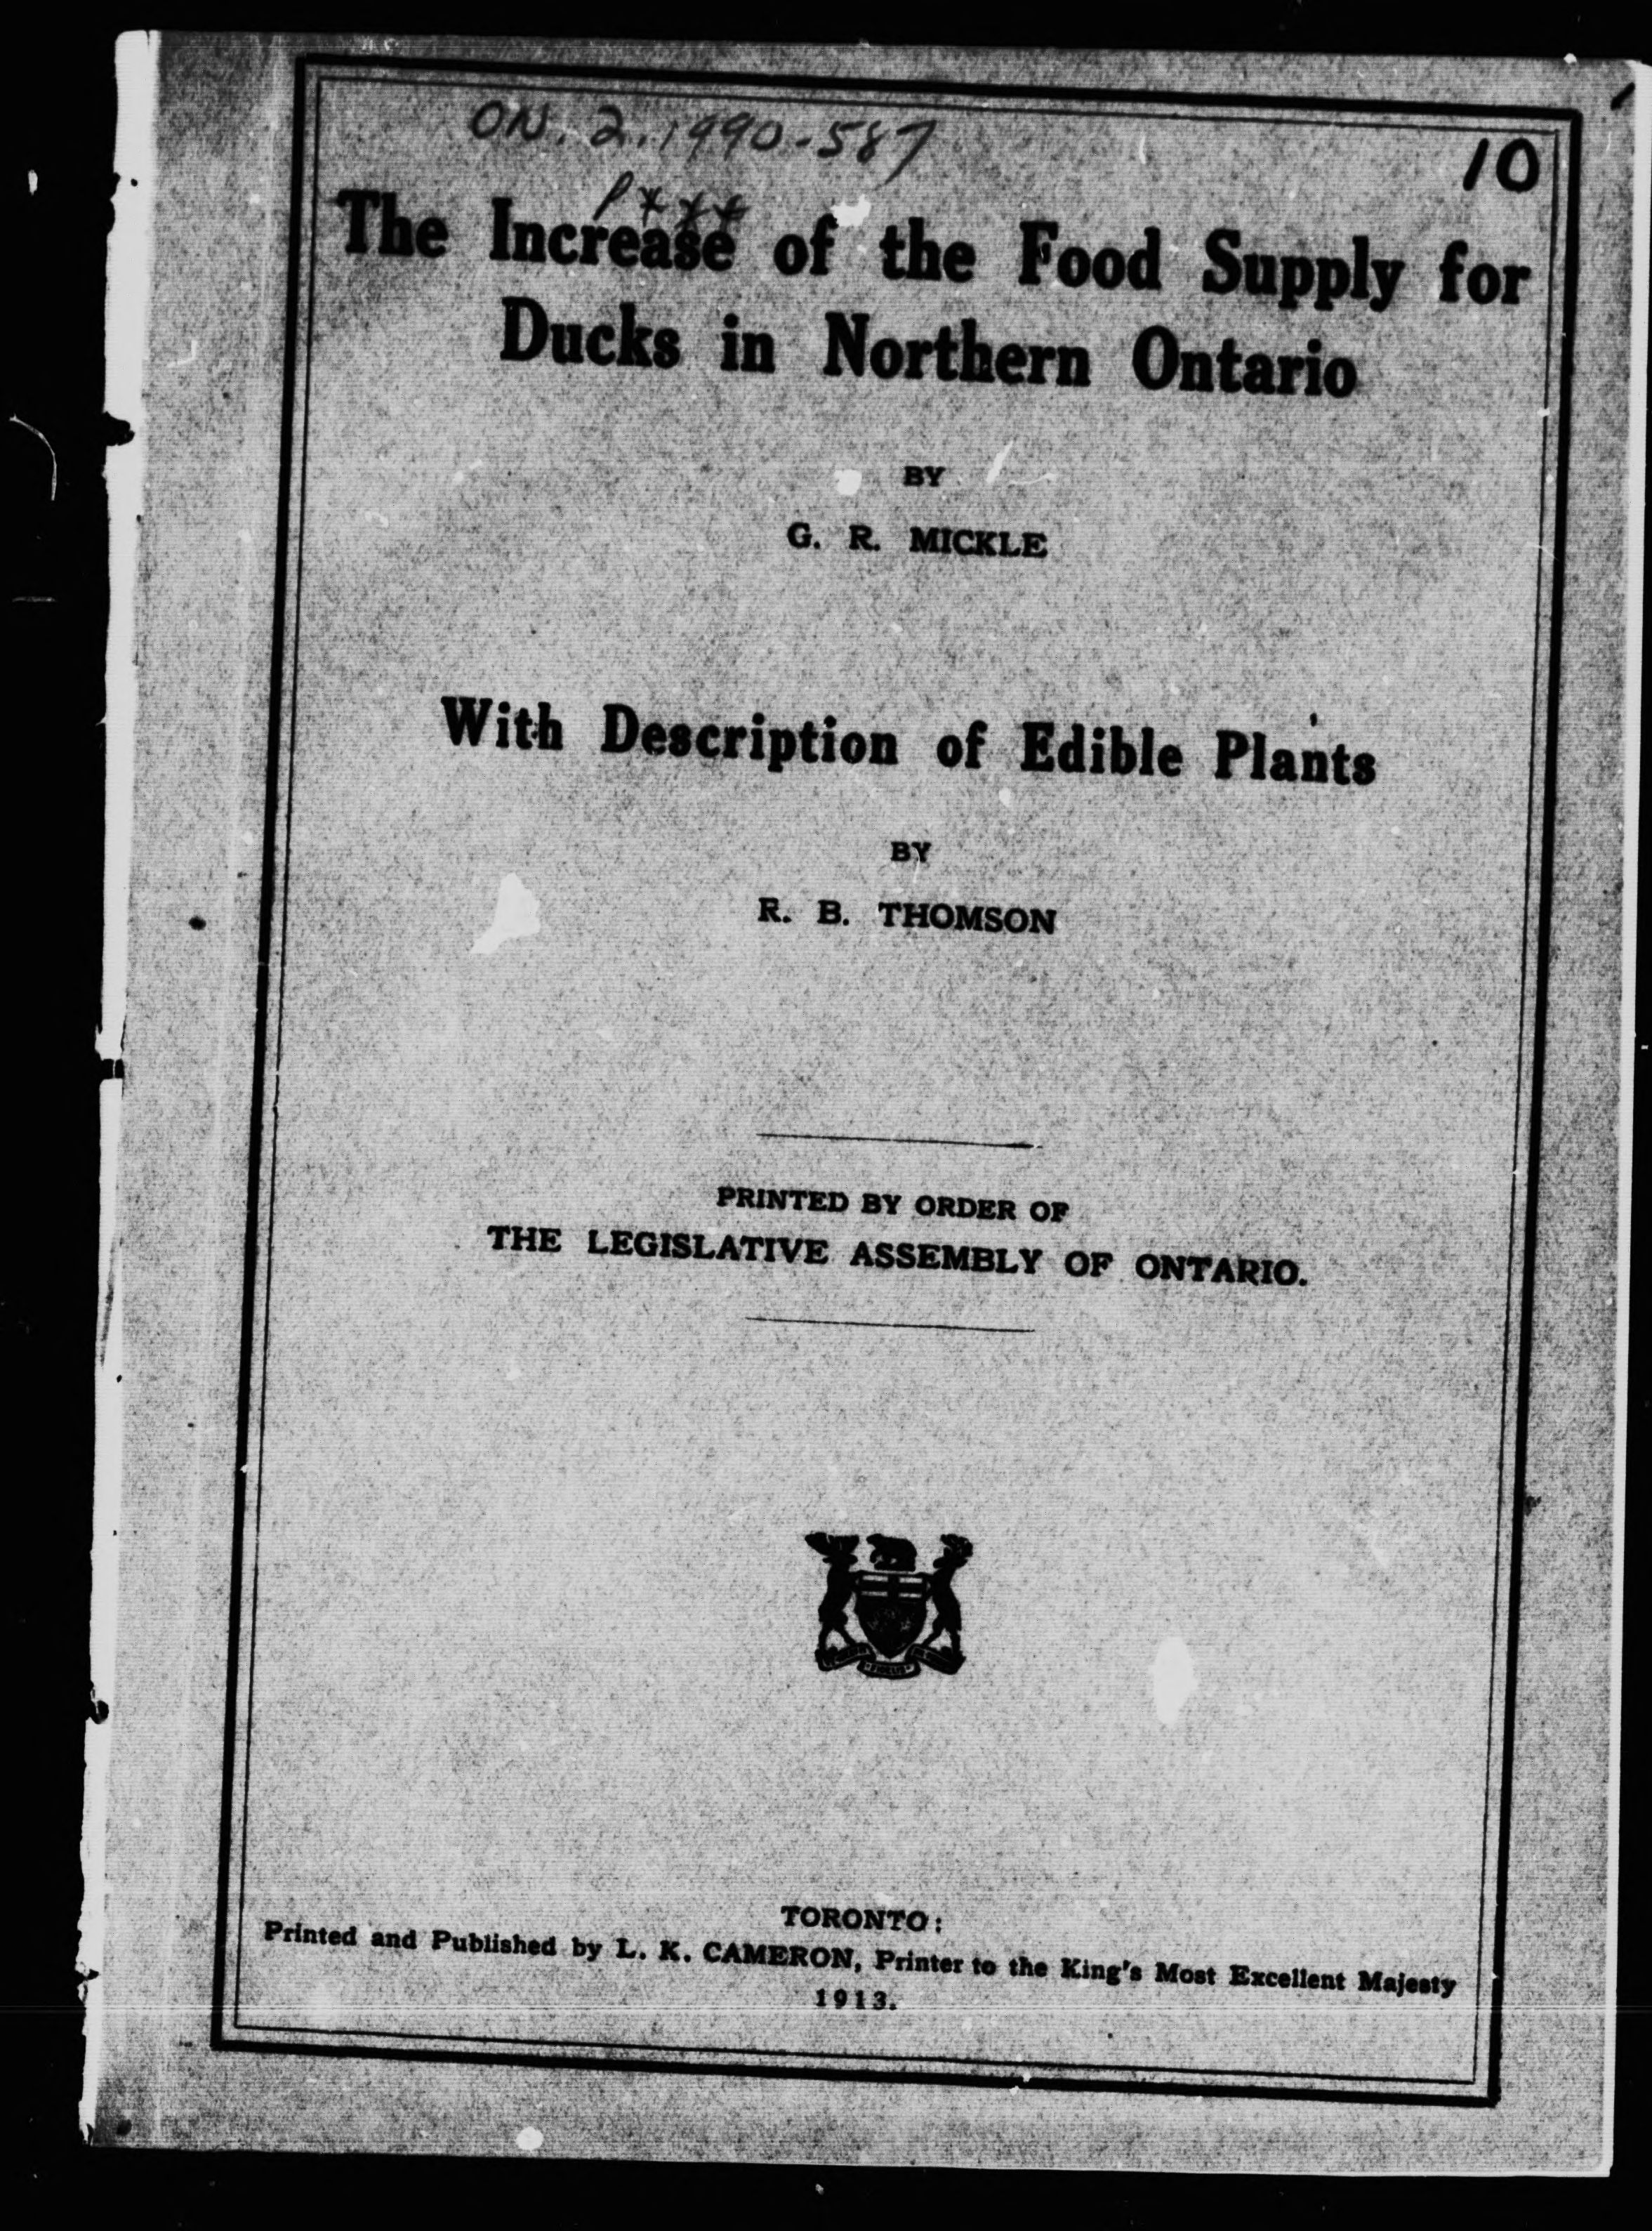 ON.2.1990-587
10
P***
The Increase of the Food Supply for
Ducks in Northern Ontario
BY
G. R. MICKLE
With Description of Edible Plants
BY
R. B. THOMSON
PRINTED BY ORDER OF
THE LEGISLATIVE ASSEMBLY OF ONTARIO.
TORONTO:
Printed and Published by L. K. CAMERON, Printer to the King's Most Excellent Majesty
1913.